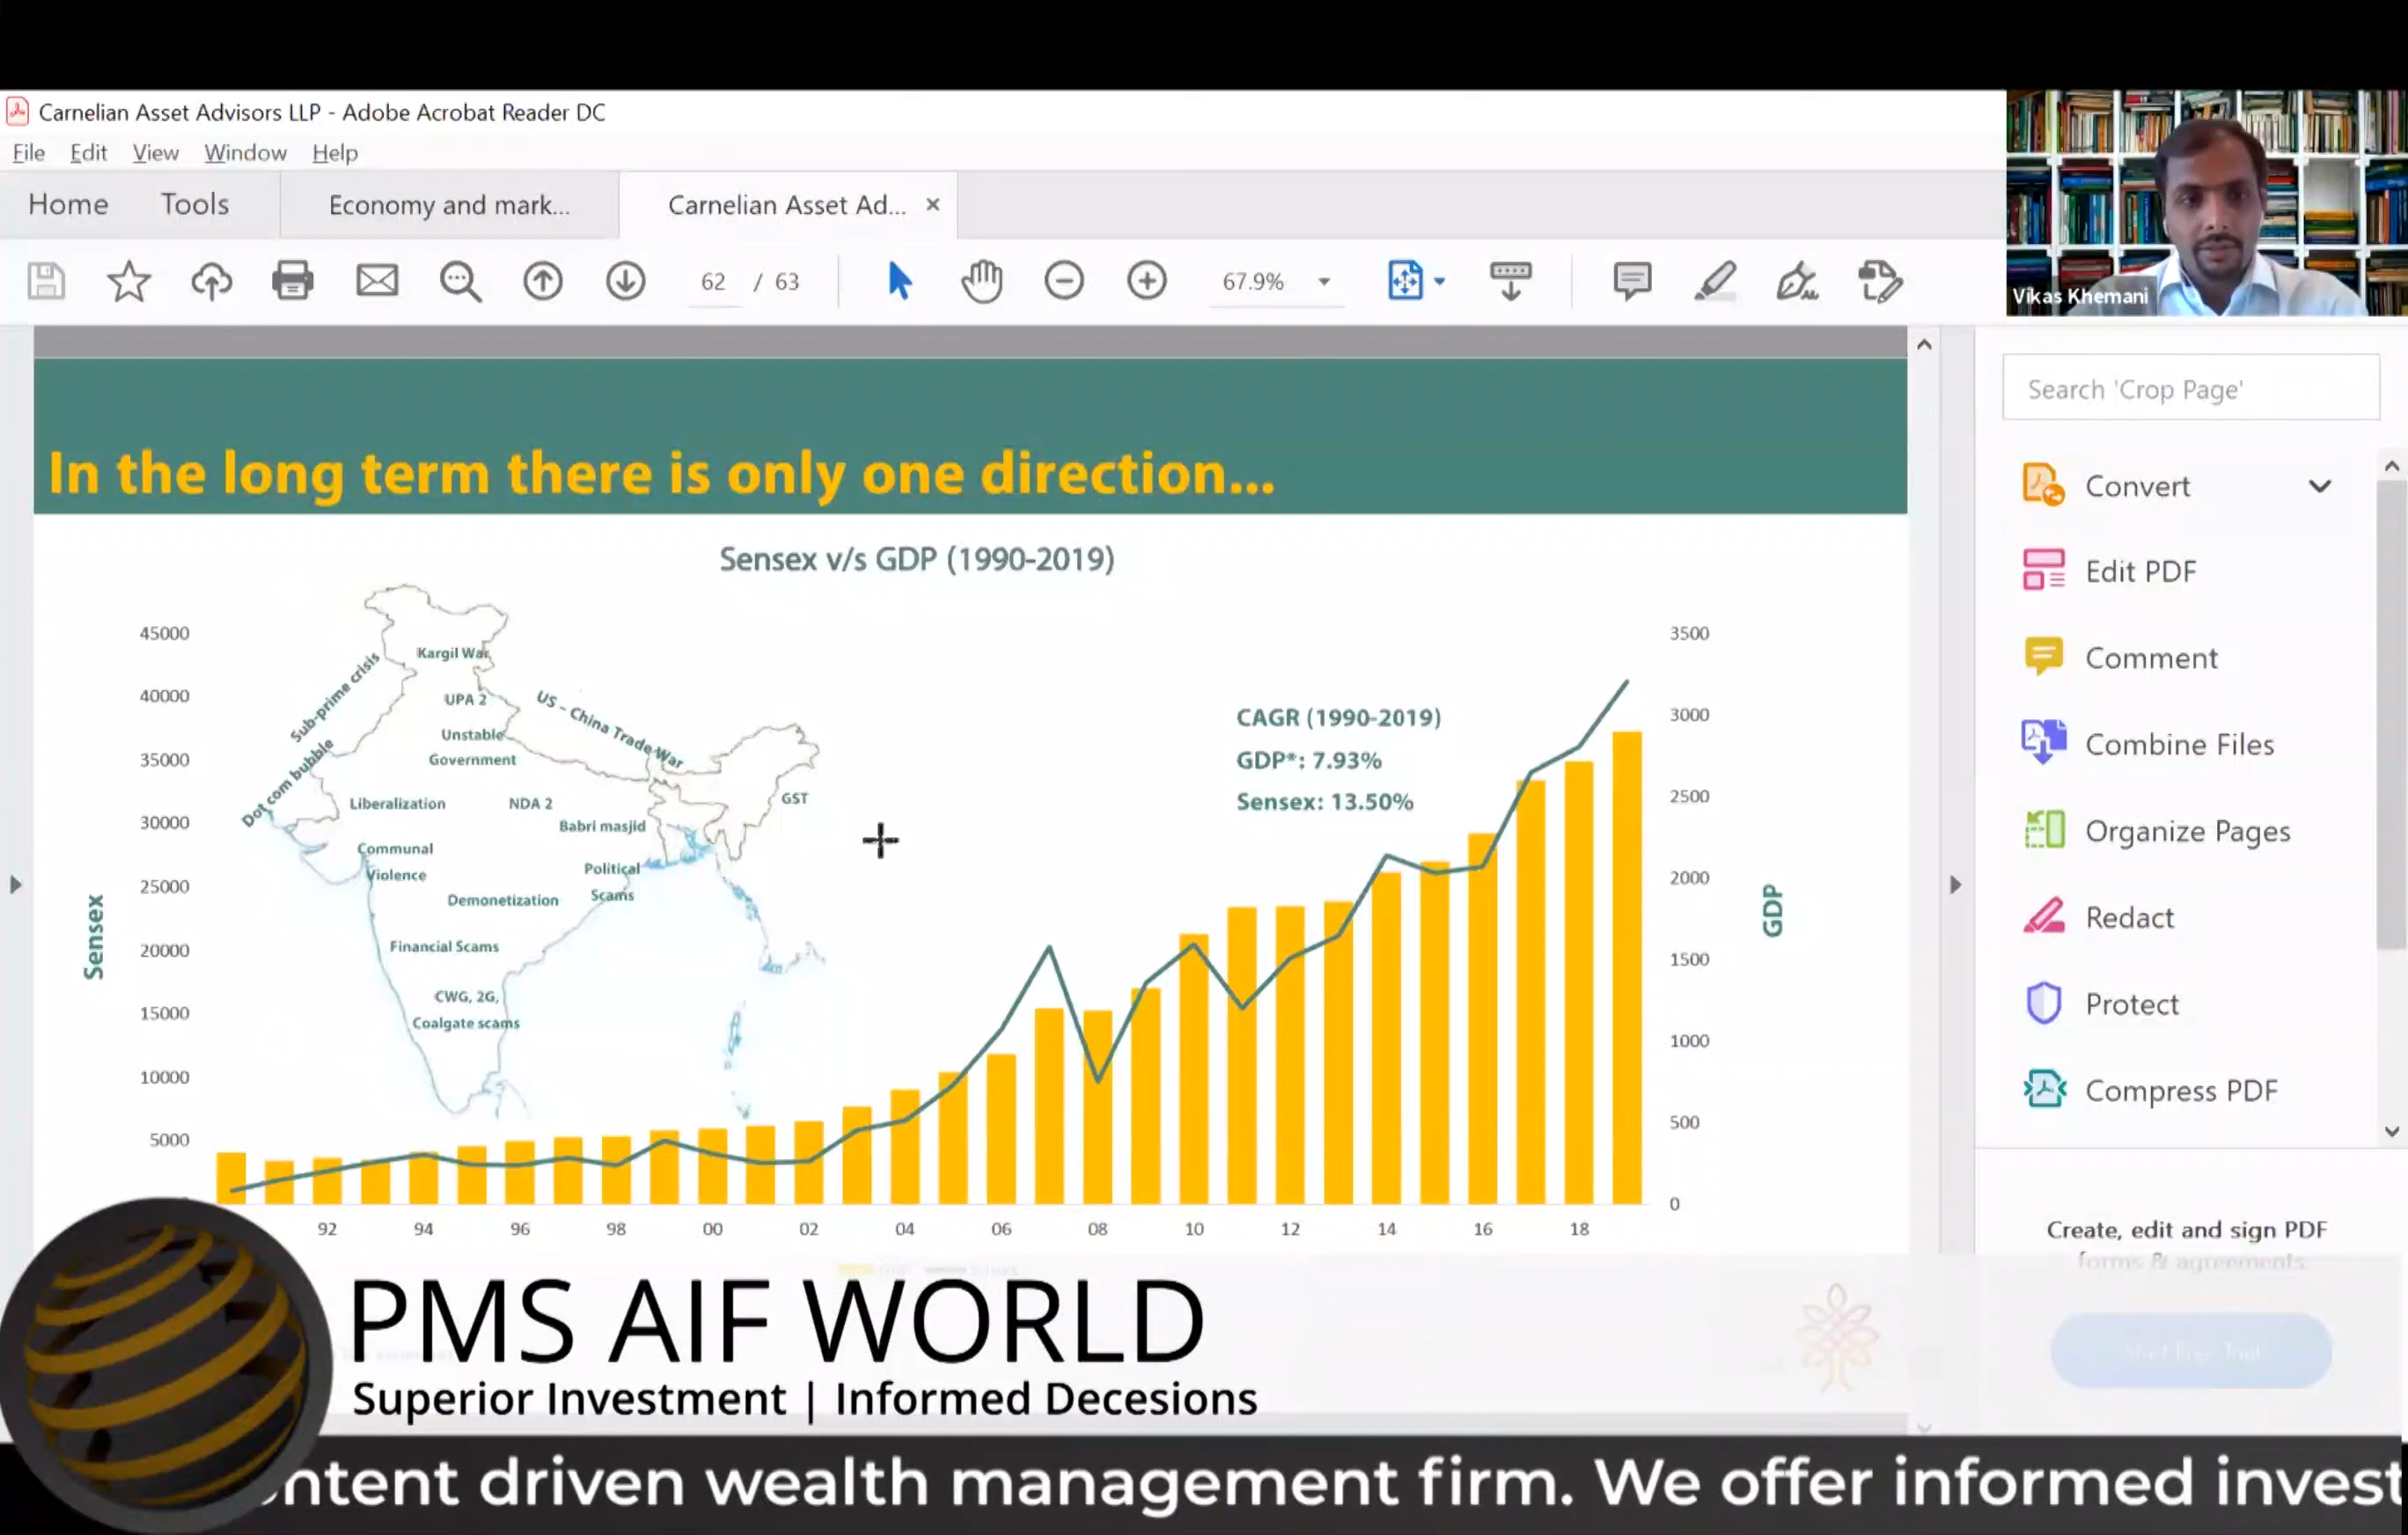 Carnelian Asset Advisors LLP - Adobe Acrobat Reader DC
File Edit View Window Help
Home Tools Economy and mark... Carnelian Asset Ad... ×
62 / 63 67.9%
Vikas Khemani
In the long term there is only one direction...
Sensex v/s GDP (1990-2019)
Sensex
45000
40000
35000
30000
25000
20000
15000
10000
5000
Kargil War
Sub-prime crisis
UPA 2
US - China Trade War
Unstable
Government
Dot com bubble
Liberalization
NDA 2
GST
Babri masjid
Communal
Violence
Political
Scams
Demonetization
Financial Scams
CWG, 2G,
Coalgate scams
CAGR (1990-2019)
GDP*: 7.93%
Sensex: 13.50%
3500
3000
2500
2000
1500
1000
500
0
GDP
92 94 96 98 00 02 04 06 08 10 12 14 16 18
Search 'Crop Page'
Convert
Edit PDF
Comment
Combine Files
Organize Pages
Redact
Protect
Compress PDF
Create, edit and sign PDF
forms & agreements
PMS AIF WORLD
Superior Investment | Informed Decesions
ntent driven wealth management firm. We offer informed invest